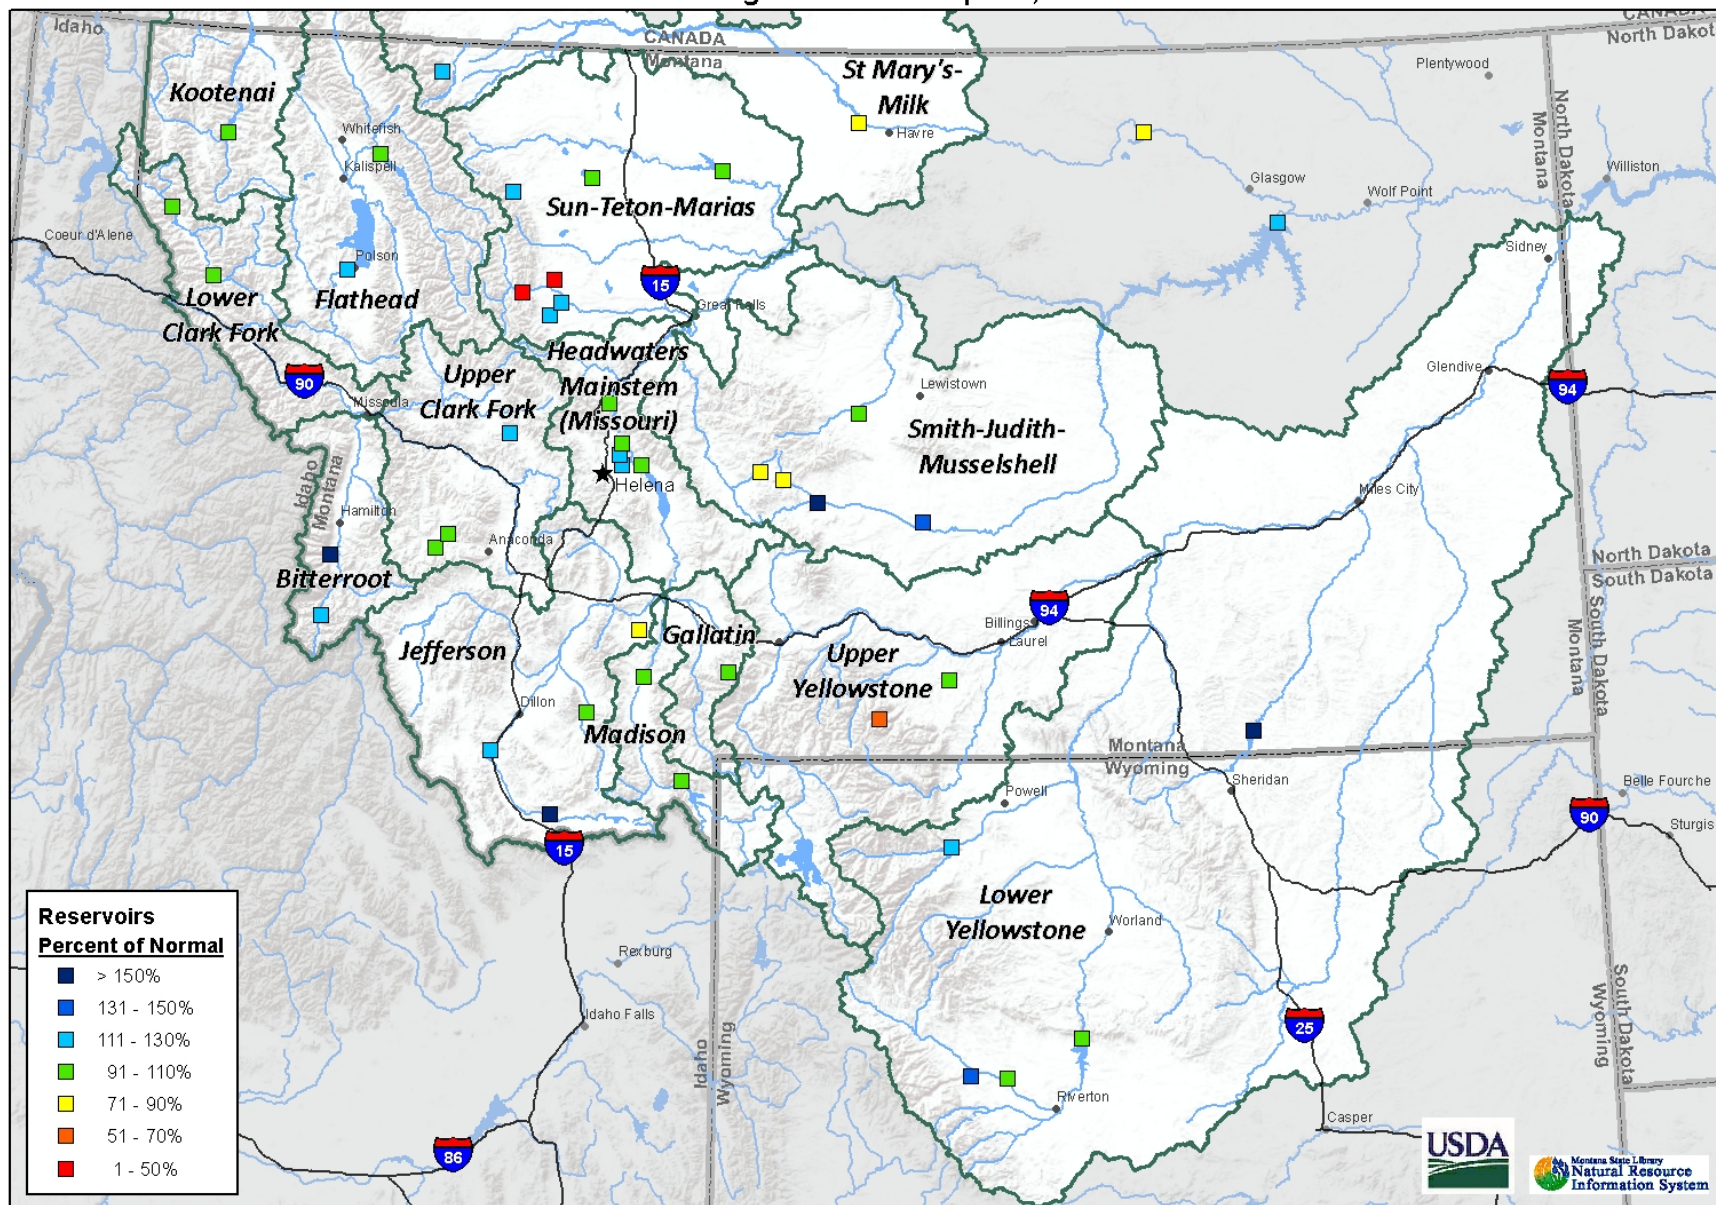 Idaho
CANADA
Montana
CANADA
North Dakot
Kootenai
St Mary's-
Milk
Plentywood
Whitefish
Kalispell
Havre
North Dakota
Montana
Glasgow
Wolf Point
Williston
Sun-Teton-Marias
Coeur d'Alene
Polson
Sidney
15
Lower
Clark Fork
Flathead
Great Falls
Headwaters
Mainstem
(Missouri)
Upper
Clark Fork
90
Missoula
Lewistown
Glendive
94
Smith-Judith-
Musselshell
Helena
Idaho
Montana
Hamilton
Miles City
Anaconda
Bitterroot
North Dakota
South Dakota
94
Billings
Laurel
Jefferson
Gallatin
Upper
Yellowstone
South Dakota
Montana
Dillon
Madison
Montana
Wyoming
Sheridan
Powell
Belle Fourche
90
Sturgis
15
Lower
Yellowstone
Worland
Reservoirs
Percent of Normal
> 150%
131 - 150%
111 - 130%
91 - 110%
71 - 90%
51 - 70%
1 - 50%
Rexburg
Idaho Falls
Idaho
Wyoming
South Dakota
Wyoming
25
Riverton
Casper
86
USDA
Montana State Library
Natural Resource
Information System